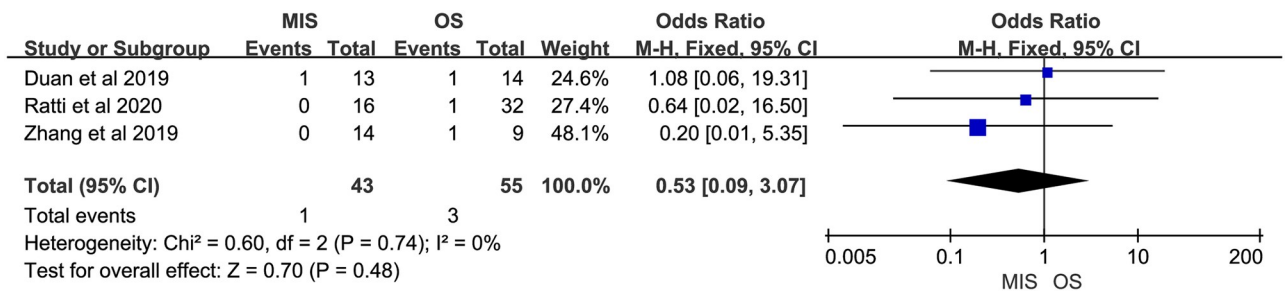 MIS OS Odds Ratio Odds Ratio
Study or Subgroup Events Total Events Total Weight M-H, Fixed, 95% CI M-H, Fixed, 95% CI
Duan et al 2019 1 13 1 14 24.6% 1.08 [0.06, 19.31]
Ratti et al 2020 0 16 1 32 27.4% 0.64 [0.02, 16.50]
Zhang et al 2019 0 14 1 9 48.1% 0.20 [0.01, 5.35]
Total (95% CI) 43 55 100.0% 0.53 [0.09, 3.07]
Total events 1 3
Heterogeneity: Chi² = 0.60, df = 2 (P = 0.74); I² = 0%
Test for overall effect: Z = 0.70 (P = 0.48)
0.005 0.1 1 10 200
MIS OS